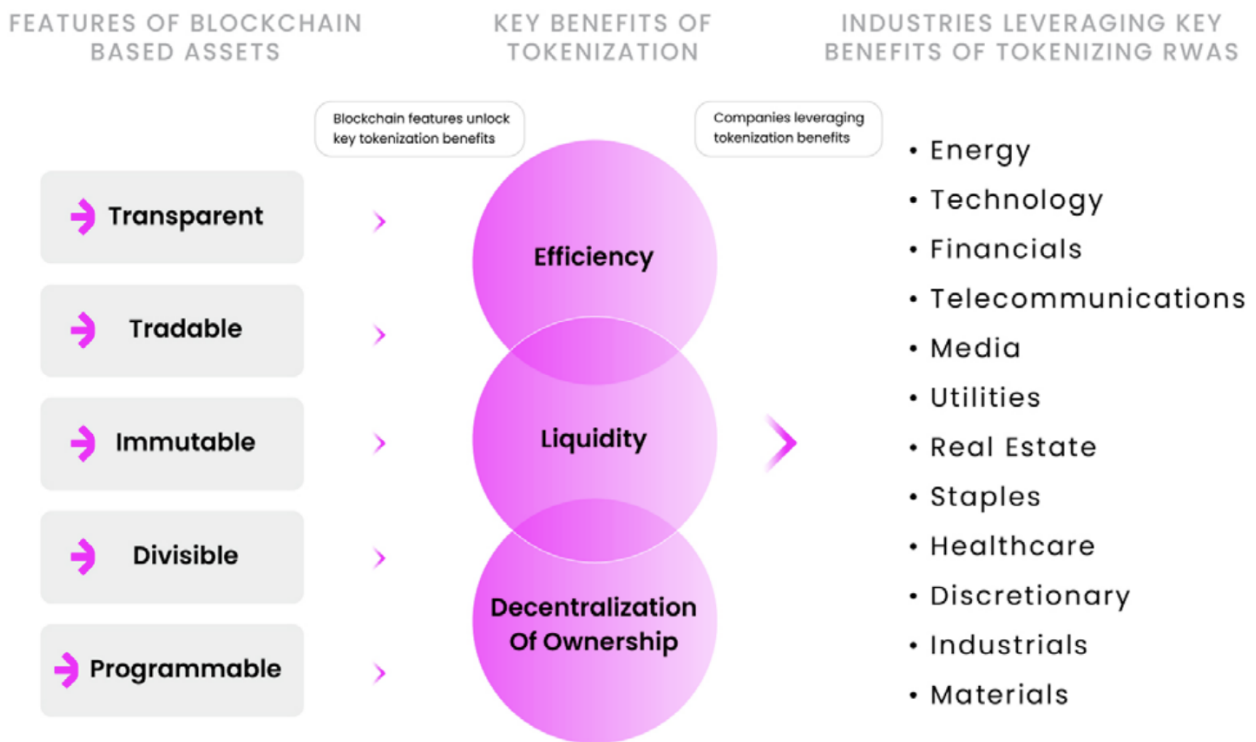 FEATURES OF BLOCKCHAIN
BASED ASSETS
KEY BENEFITS OF
TOKENIZATION
INDUSTRIES LEVERAGING KEY
BENEFITS OF TOKENIZING RWAS
Blockchain features unlock
key tokenization benefits
Companies leveraging
tokenization benefits
Transparent
Tradable
Immutable
Divisible
Programmable
Efficiency
Liquidity
Decentralization
Of Ownership
• Energy
• Technology
• Financials
• Telecommunications
• Media
• Utilities
• Real Estate
• Staples
• Healthcare
• Discretionary
• Industrials
• Materials